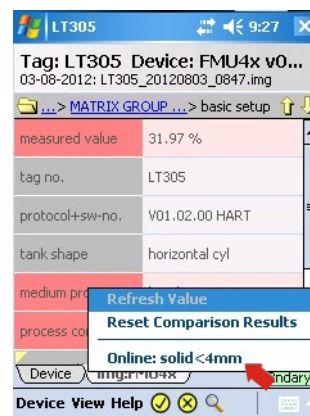 LT305 9:27
Tag: LT305 Device: FMU4x v0...
03-08-2012: LT305_20120803_0847.img
...> MATRIX GROUP ...> basic setup
measured value 31.97 %
tag no. LT305
protocol+sw-no. V01.02.00 HART
tank shape horizontal cyl
medium pro
Refresh Value
Reset Comparison Results
process co
Online: solid<4mm
Device
ndary
Device View Help